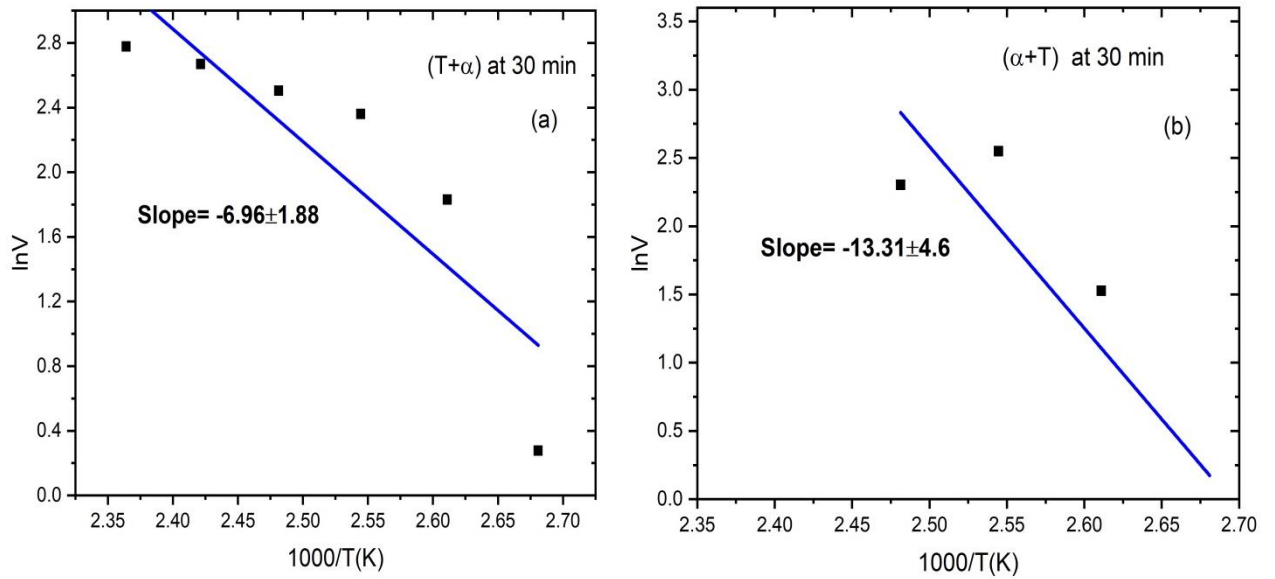 (T+α) at 30 min
(a)
Slope= -6.96±1.88
lnV
2.8
2.4
2.0
1.6
1.2
0.8
0.4
0.0
2.35 2.40 2.45 2.50 2.55 2.60 2.65 2.70
1000/T(K)
(α+T) at 30 min
(b)
Slope= -13.31±4.6
lnV
3.5
3.0
2.5
2.0
1.5
1.0
0.5
0.0
2.35 2.40 2.45 2.50 2.55 2.60 2.65 2.70
1000/T(K)